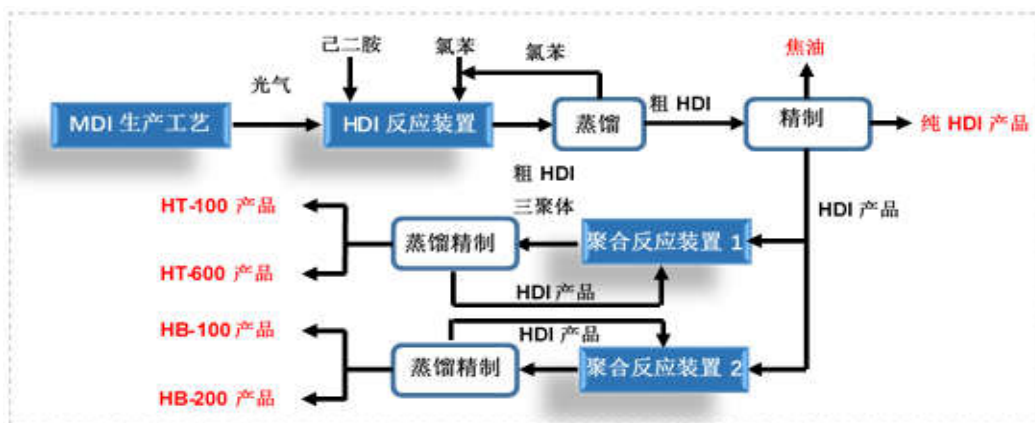 己二胺
氯苯
氯苯
焦油
光气
MDI 生产工艺
HDI 反应装置
蒸馏
粗 HDI
精制
纯 HDI 产品
粗 HDI
三聚体
HDI 产品
HT-100 产品
蒸馏精制
聚合反应装置 1
HT-600 产品
HDI 产品
HB-100 产品
HDI 产品
蒸馏精制
聚合反应装置 2
HB-200 产品